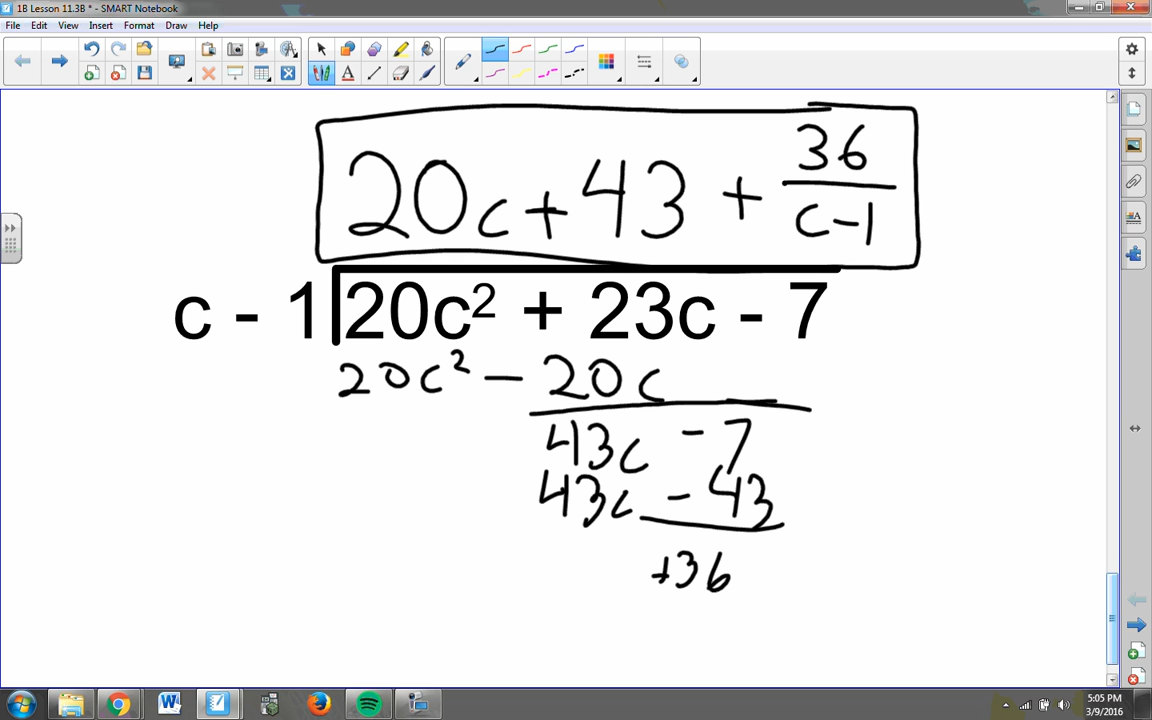 1B Lesson 11.3B * - SMART Notebook
File Edit View Insert Format Draw Help
20c + 43 + 36/(c-1)
c - 1 20c² + 23c - 7
20c² - 20c
43c - 7
43c - 43
+36
5:05 PM
3/9/2016